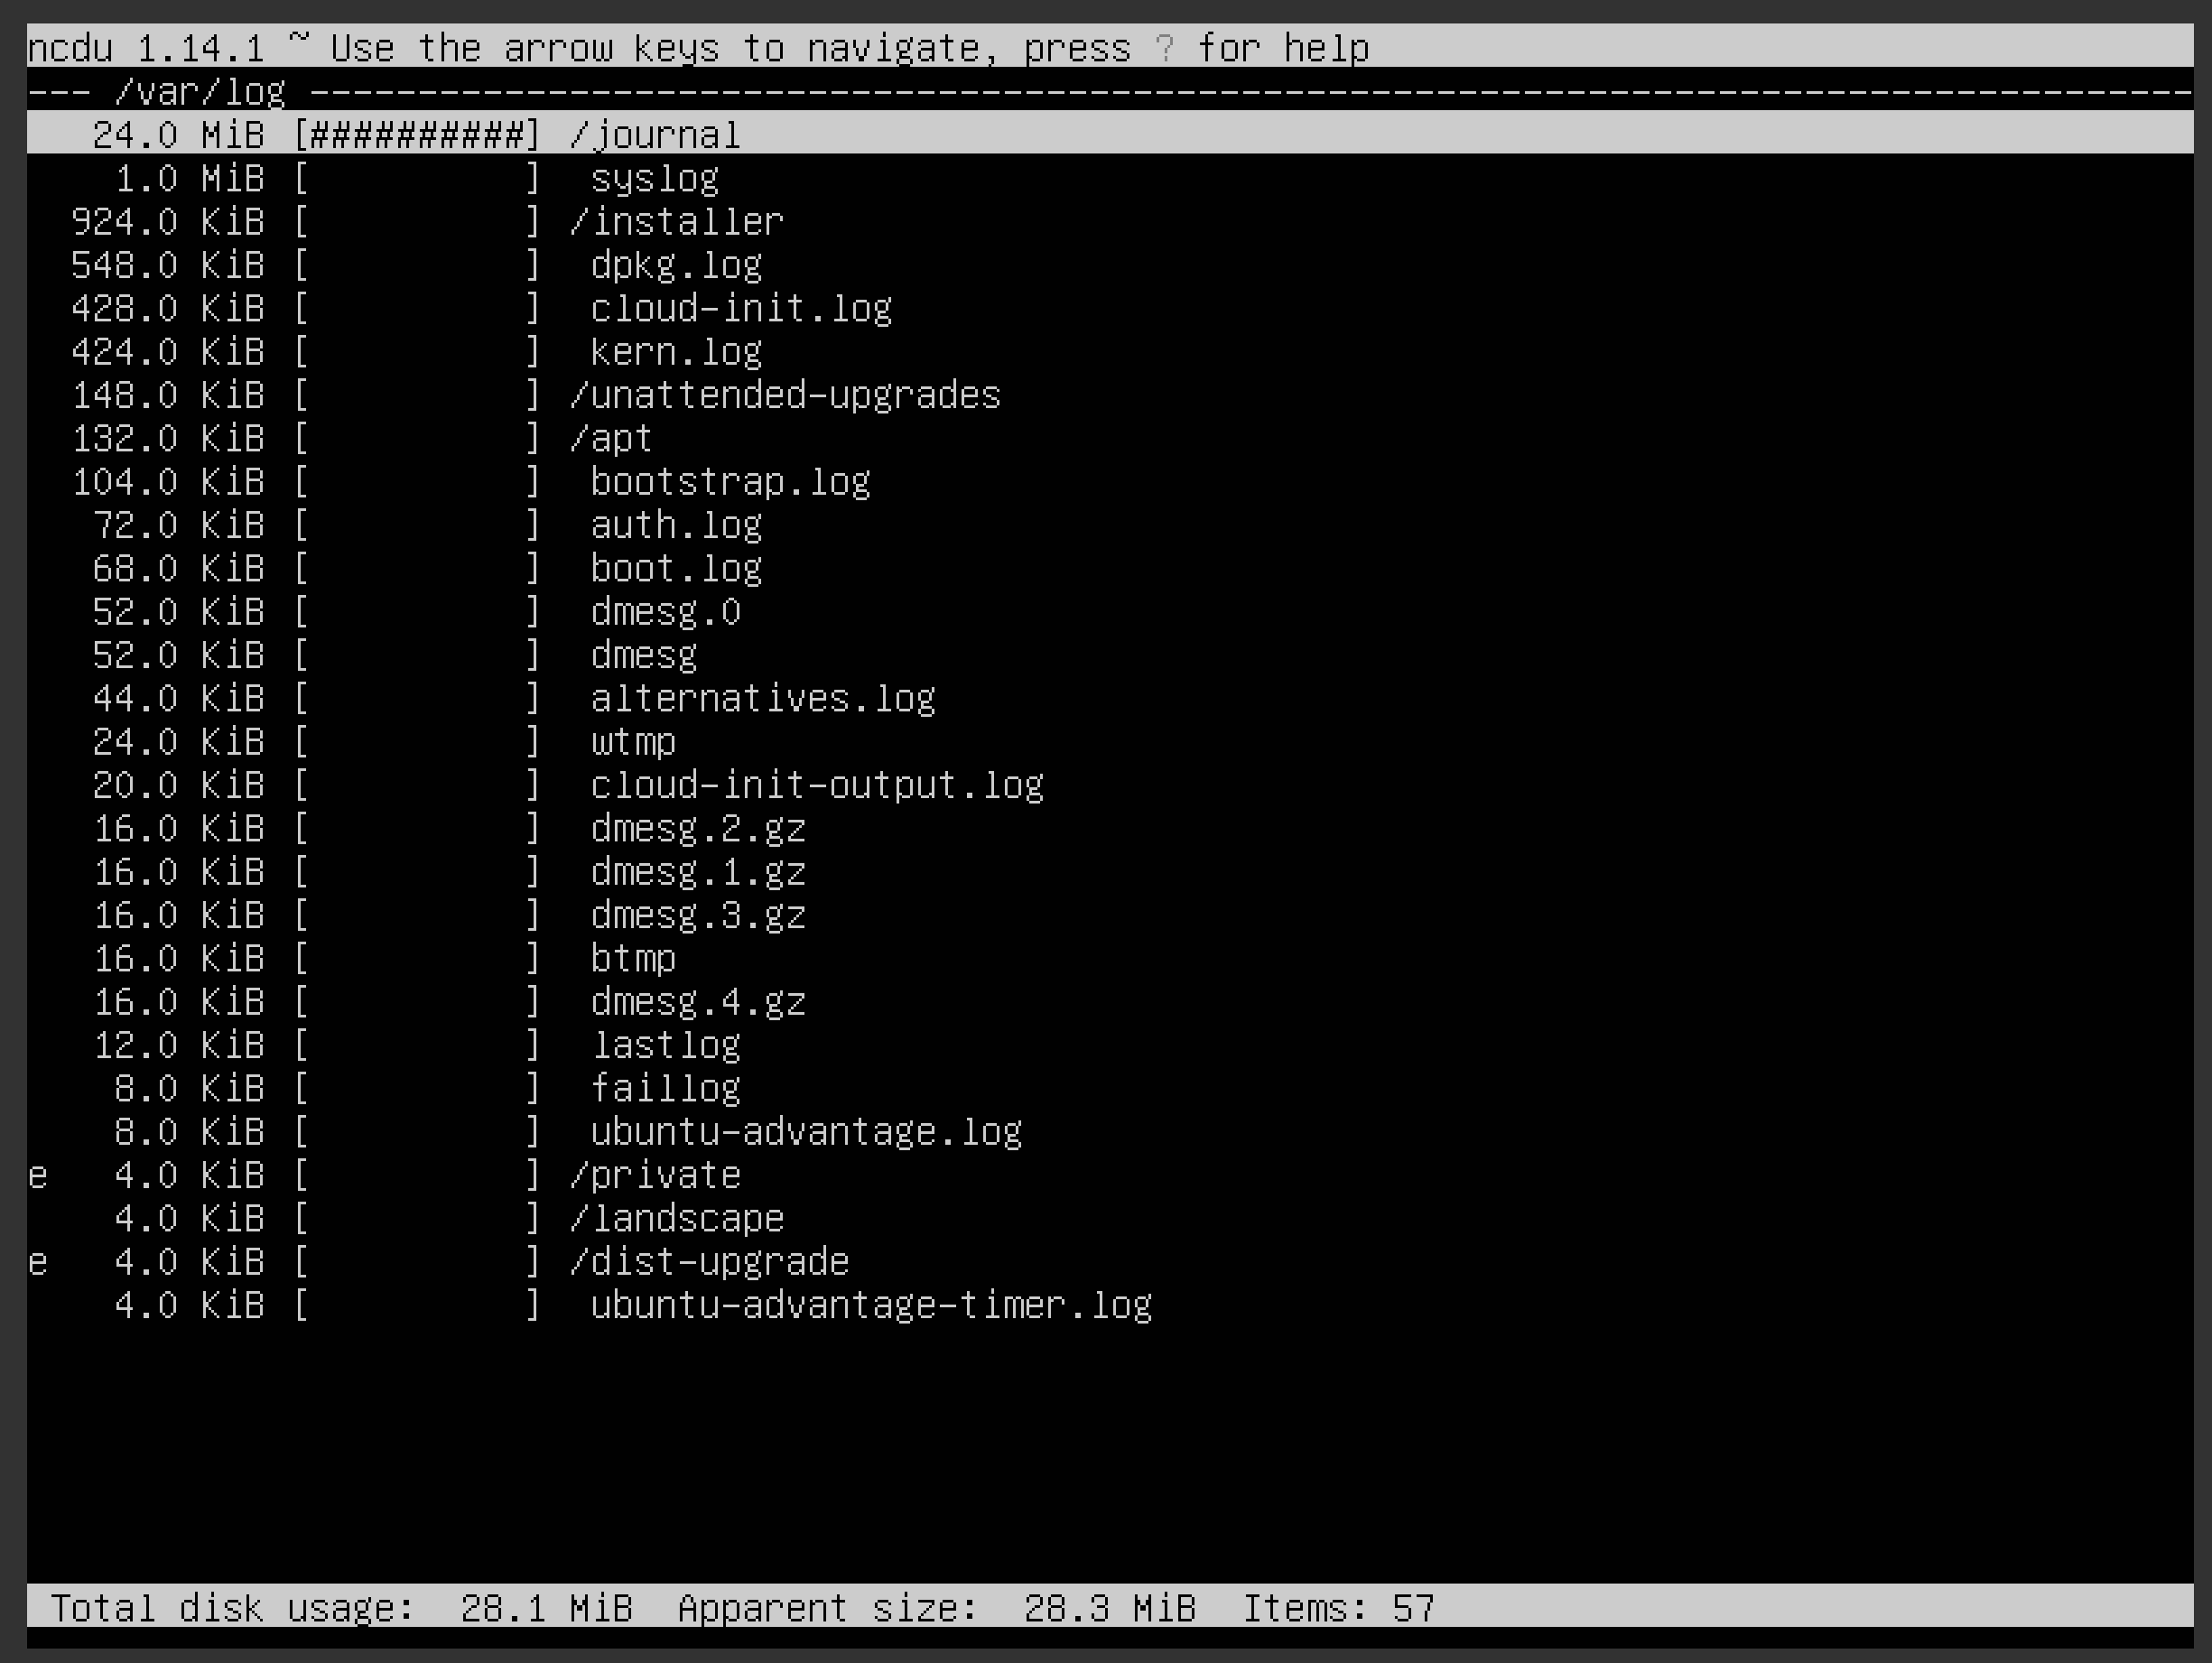 ncdu 1.14.1 ~ Use the arrow keys to navigate, press ? for help
--- /var/log ---------------------------------------------------------------------------------------
   24.0 MiB [##########] /journal
    1.0 MiB [          ]  syslog
  924.0 KiB [          ] /installer
  548.0 KiB [          ]  dpkg.log
  428.0 KiB [          ]  cloud-init.log
  424.0 KiB [          ]  kern.log
  148.0 KiB [          ] /unattended-upgrades
  132.0 KiB [          ] /apt
  104.0 KiB [          ]  bootstrap.log
   72.0 KiB [          ]  auth.log
   68.0 KiB [          ]  boot.log
   52.0 KiB [          ]  dmesg.0
   52.0 KiB [          ]  dmesg
   44.0 KiB [          ]  alternatives.log
   24.0 KiB [          ]  wtmp
   20.0 KiB [          ]  cloud-init-output.log
   16.0 KiB [          ]  dmesg.2.gz
   16.0 KiB [          ]  dmesg.1.gz
   16.0 KiB [          ]  dmesg.3.gz
   16.0 KiB [          ]  btmp
   16.0 KiB [          ]  dmesg.4.gz
   12.0 KiB [          ]  lastlog
    8.0 KiB [          ]  faillog
    8.0 KiB [          ]  ubuntu-advantage.log
e   4.0 KiB [          ] /private
    4.0 KiB [          ] /landscape
e   4.0 KiB [          ] /dist-upgrade
    4.0 KiB [          ]  ubuntu-advantage-timer.log
 Total disk usage:  28.1 MiB  Apparent size:  28.3 MiB  Items: 57